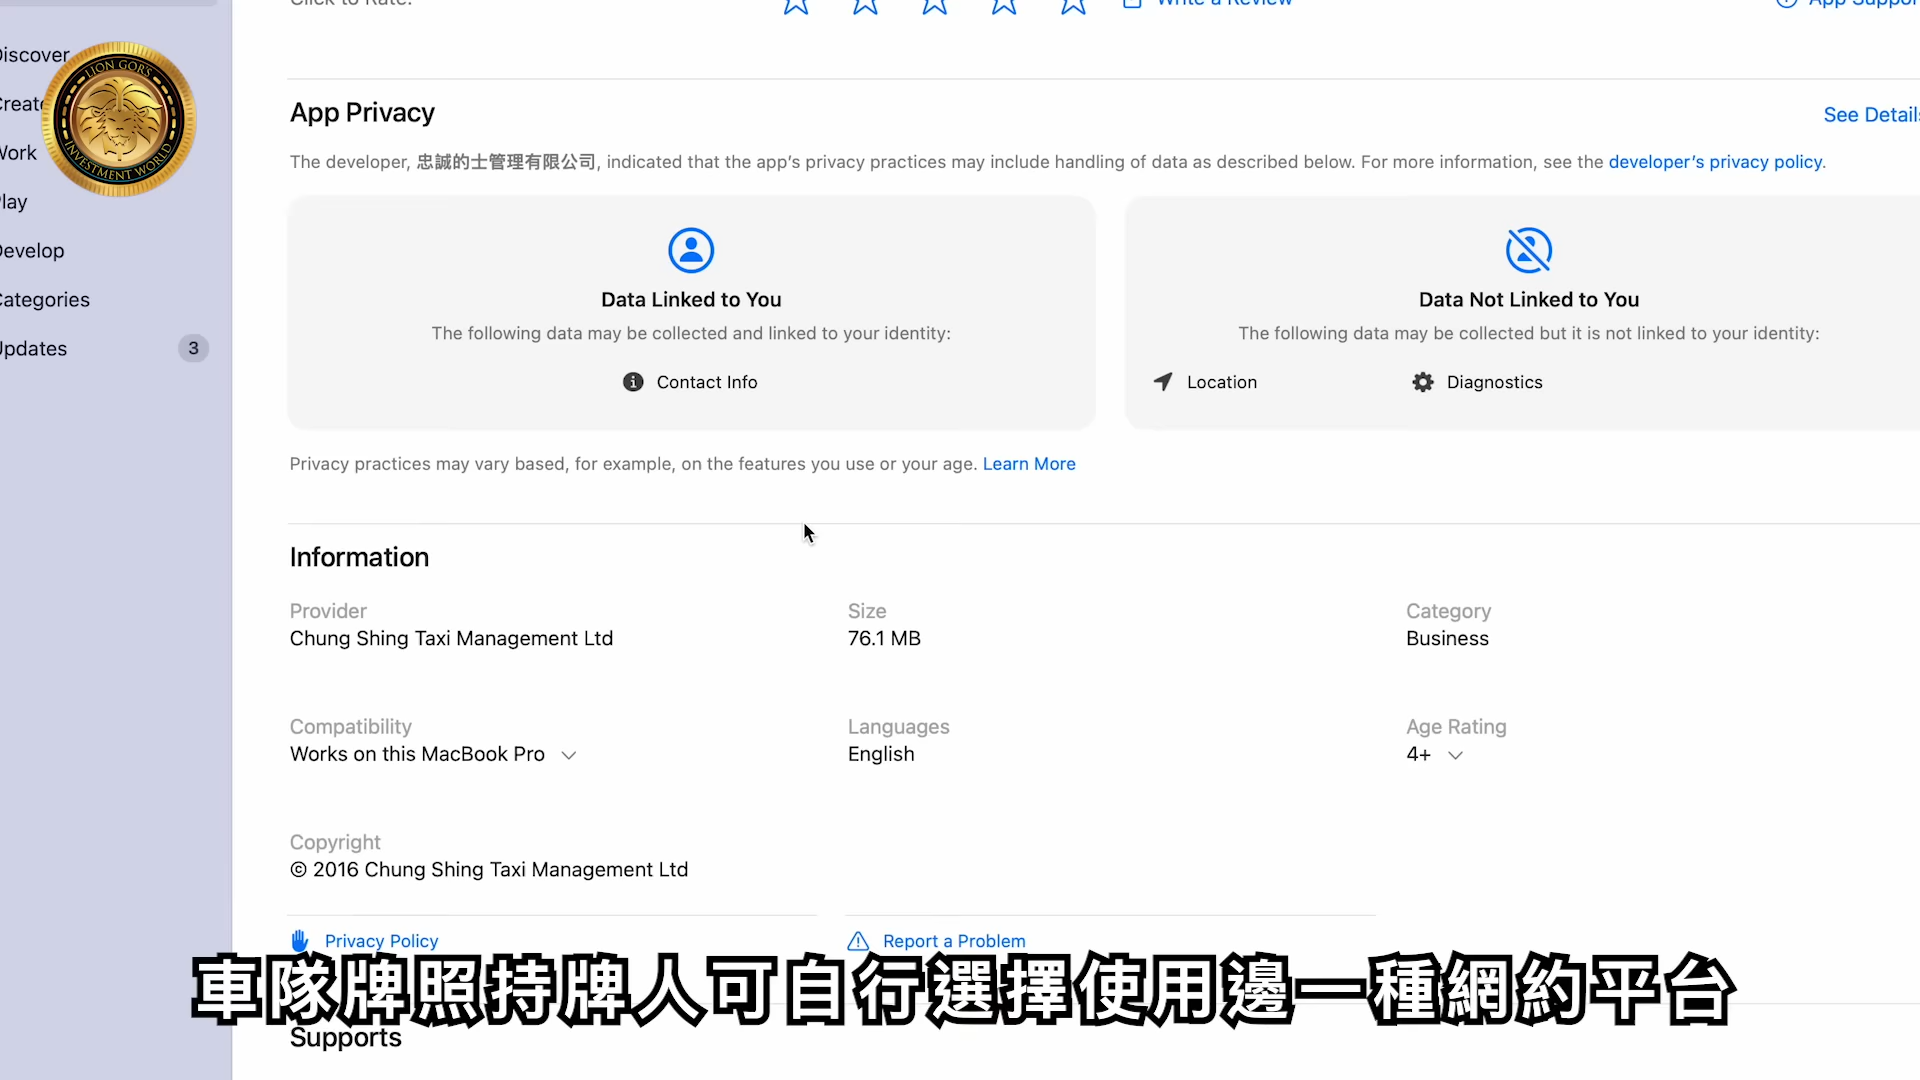 Click to Rate:
Write a Review
App Support
Discover
Create
Work
Play
Develop
Categories
Updates
3
LION GOR'S
INVESTMENT WORLD
App Privacy
See Details
The developer, 忠誠的士管理有限公司, indicated that the app's privacy practices may include handling of data as described below. For more information, see the developer's privacy policy.
Data Linked to You
The following data may be collected and linked to your identity:
Contact Info
Data Not Linked to You
The following data may be collected but it is not linked to your identity:
Location
Diagnostics
Privacy practices may vary based, for example, on the features you use or your age. Learn More
Information
Provider
Chung Shing Taxi Management Ltd
Size
76.1 MB
Category
Business
Compatibility
Works on this MacBook Pro
Languages
English
Age Rating
4+
Copyright
© 2016 Chung Shing Taxi Management Ltd
Privacy Policy
Report a Problem
車隊牌照持牌人可自行選擇使用邊一種網約平台
Supports